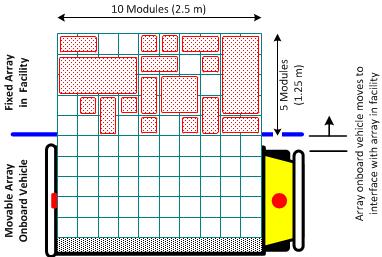 10 Modules (2.5 m)
Fixed Array
in Facility
5 Modules
(1.25 m)
Movable Array
Onboard Vehicle
Array onboard vehicle moves to
interface with array in facility